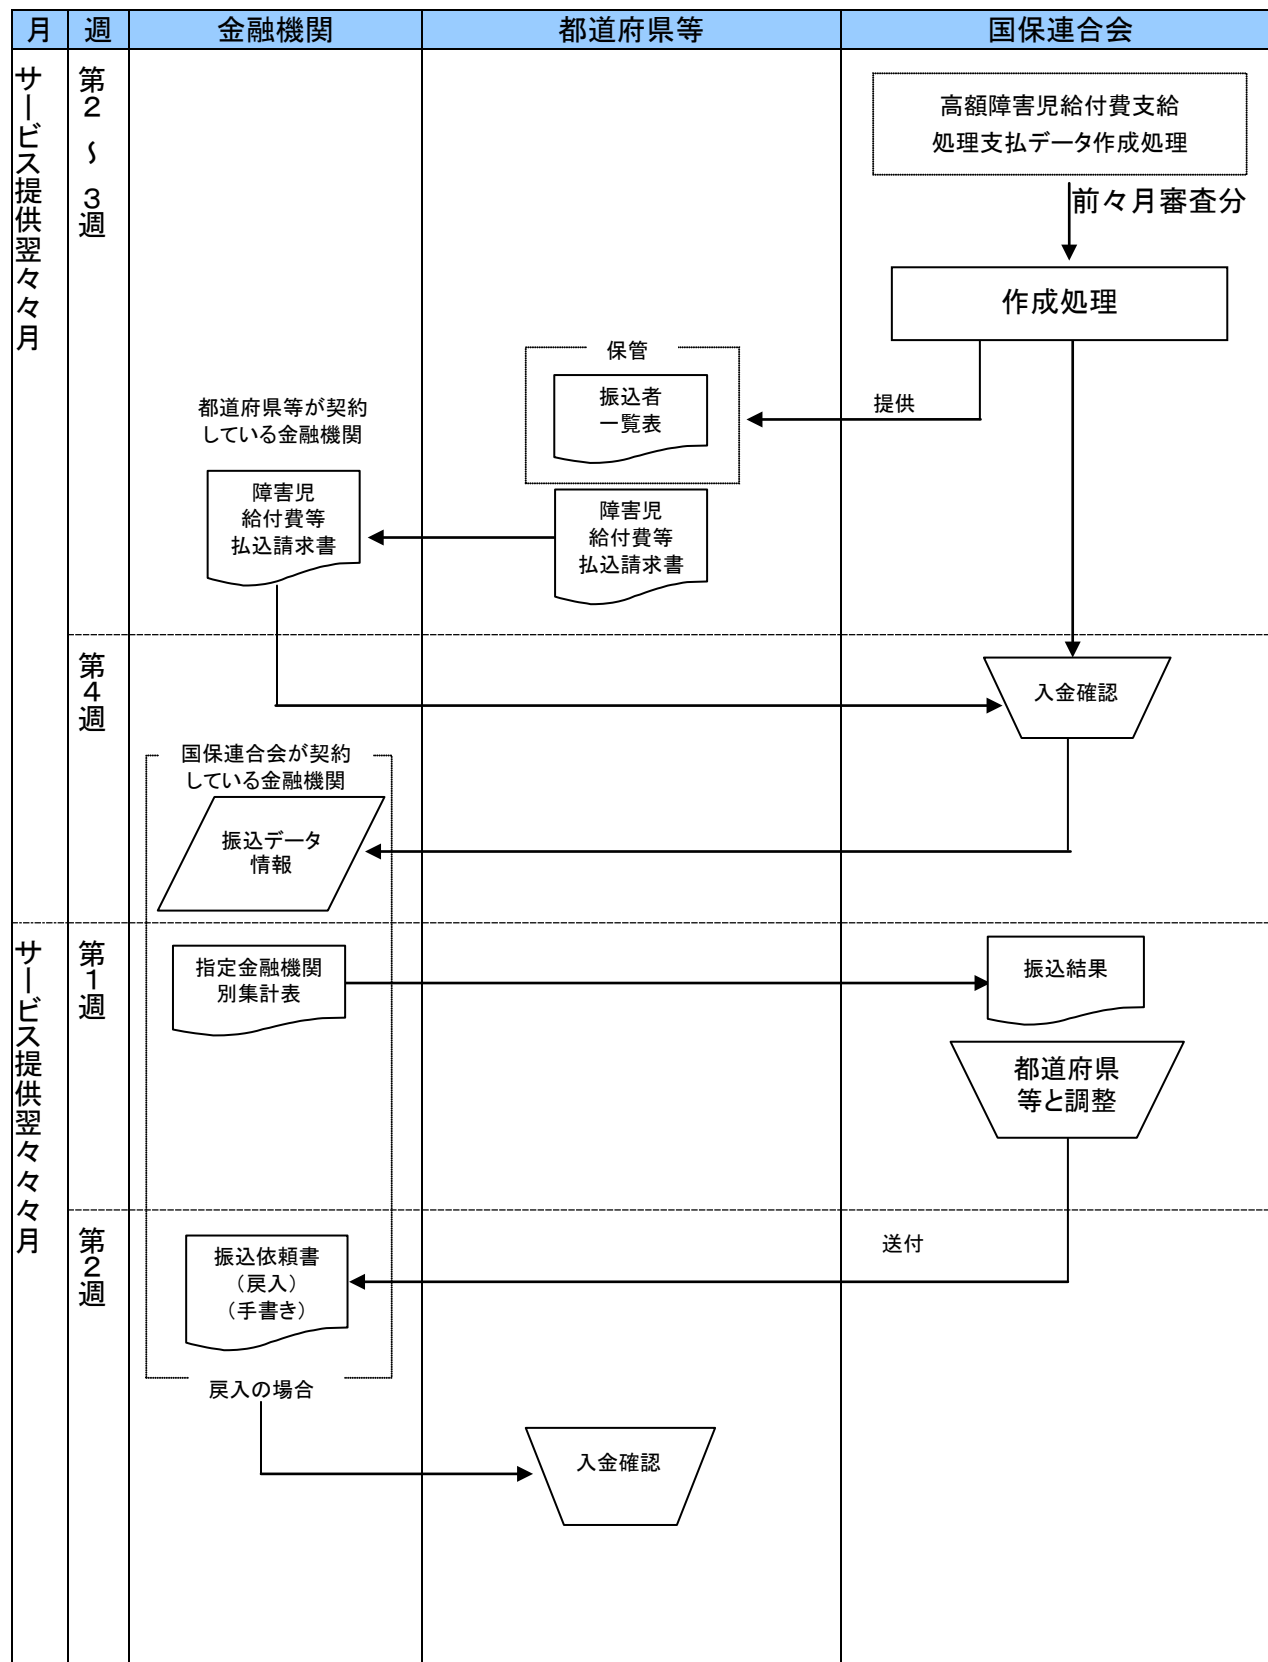 月
週
金融機関
都道府県等
国保連合会
サービス提供翌々々月
第2～3週
高額障害児給付費支給
処理支払データ作成処理
前々月審査分
作成処理
提供
保管
振込者
一覧表
都道府県等が契約
している金融機関
障害児
給付費等
払込請求書
障害児
給付費等
払込請求書
第4週
入金確認
国保連合会が契約
している金融機関
振込データ
情報
サービス提供翌々々々月
第1週
指定金融機関
別集計表
振込結果
都道府県
等と調整
第2週
送付
振込依頼書
（戻入）
（手書き）
戻入の場合
入金確認